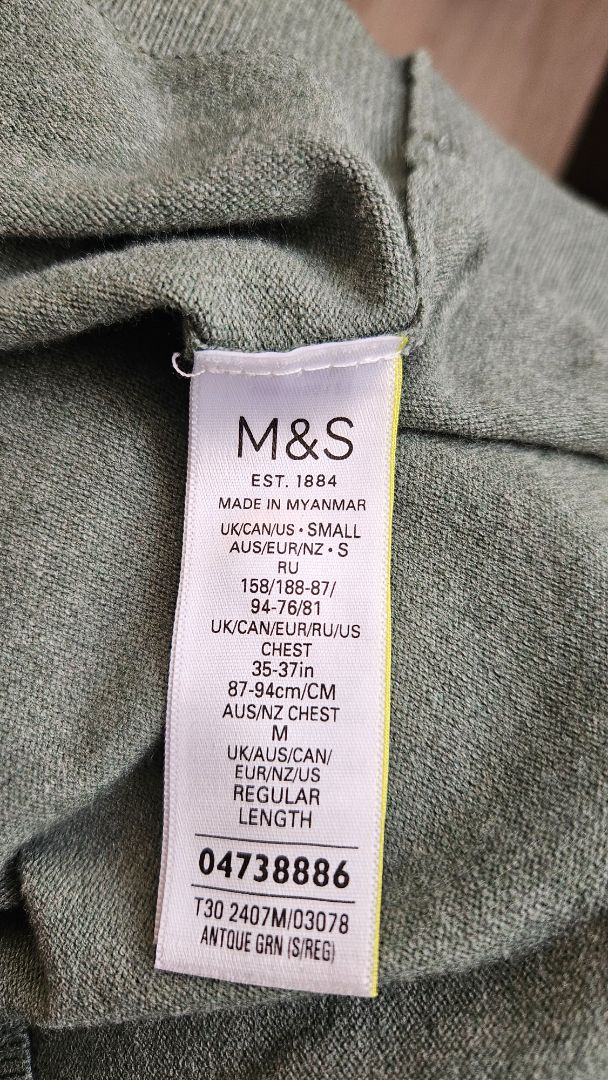 M&S
EST. 1884
MADE IN MYANMAR
UK/CAN/US • SMALL
AUS/EUR/NZ • S
RU
158/188-87/
94-76/81
UK/CAN/EUR/RU/US
CHEST
35-37in
87-94cm/CM
AUS/NZ CHEST
M
UK/AUS/CAN/
EUR/NZ/US
REGULAR
LENGTH
04738886
T30 2407M/03078
ANTQUE GRN (S/REG)